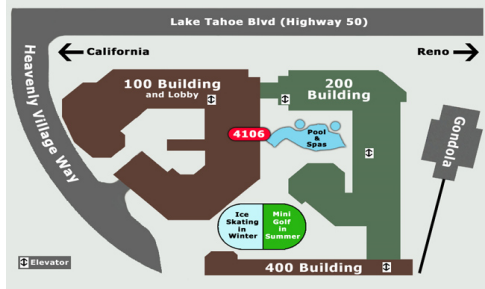 Lake Tahoe Blvd (Highway 50)
California
Reno
Heavenly Village Way
100 Building
and Lobby
200
Building
4106
Pool
&
Spas
Gondola
Ice
Skating
in
Winter
Mini
Golf
in
Summer
Elevator
400 Building